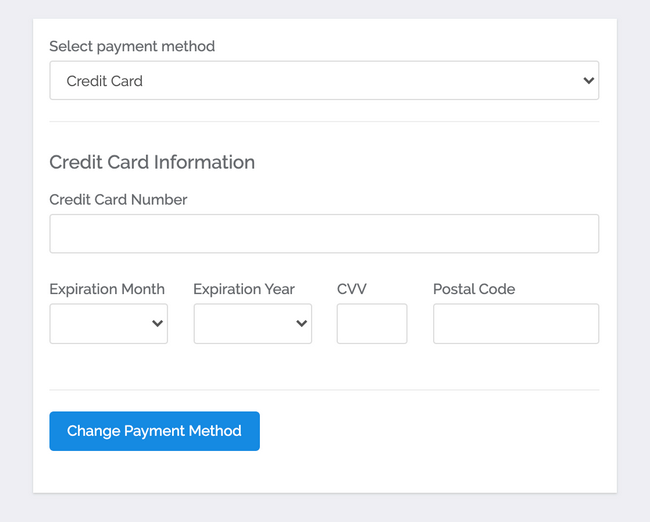 Select payment method
Credit Card
Credit Card Information
Credit Card Number
Expiration Month Expiration Year CVV Postal Code
Change Payment Method